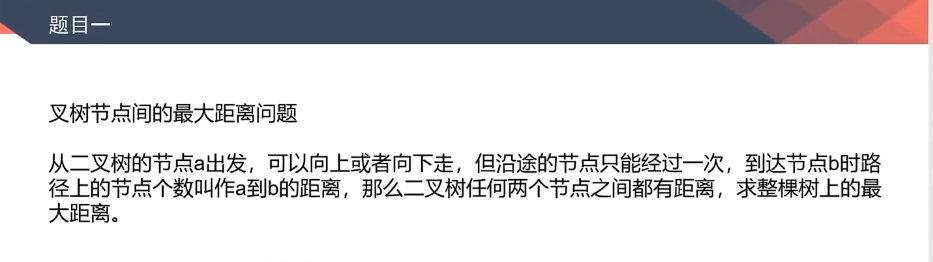 题目一
叉树节点间的最大距离问题
从二叉树的节点a出发，可以向上或者向下走，但沿途的节点只能经过一次，到达节点b时路
径上的节点个数叫作a到b的距离，那么二叉树任何两个节点之间都有距离，求整棵树上的最
大距离。